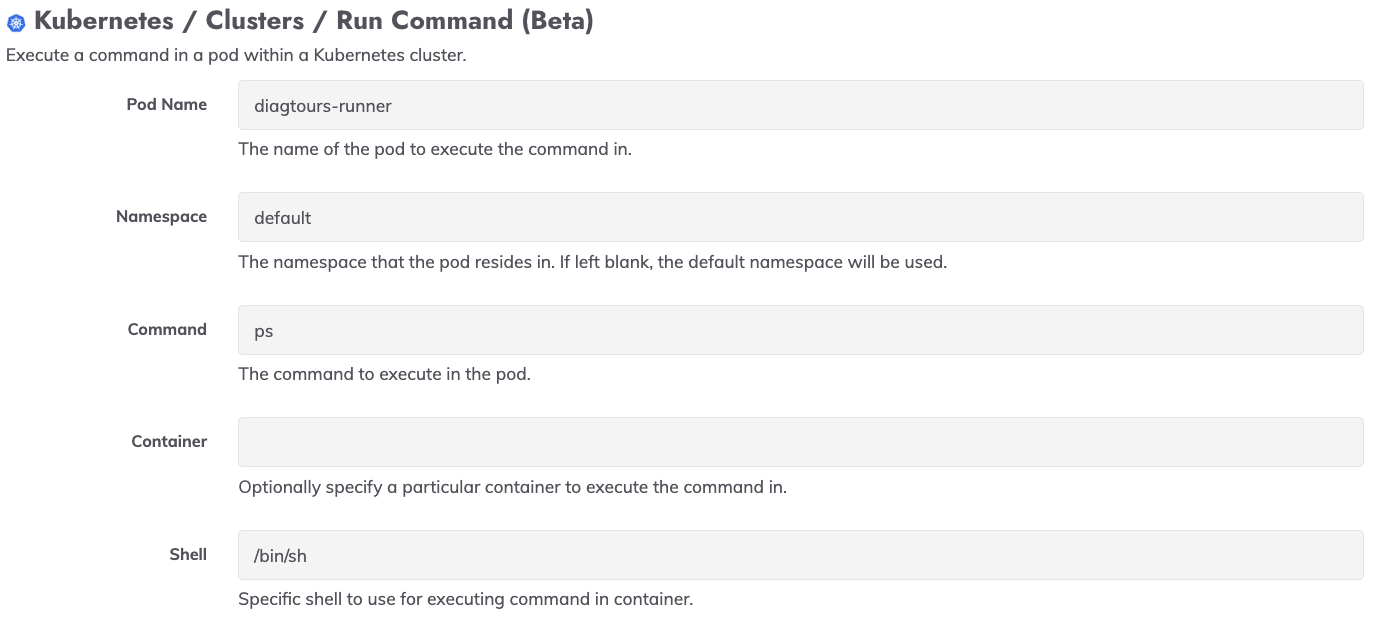 Kubernetes / Clusters / Run Command (Beta)
Execute a command in a pod within a Kubernetes cluster.
Pod Name
diagtours-runner
The name of the pod to execute the command in.
Namespace
default
The namespace that the pod resides in. If left blank, the default namespace will be used.
Command
ps
The command to execute in the pod.
Container
Optionally specify a particular container to execute the command in.
Shell
/bin/sh
Specific shell to use for executing command in container.